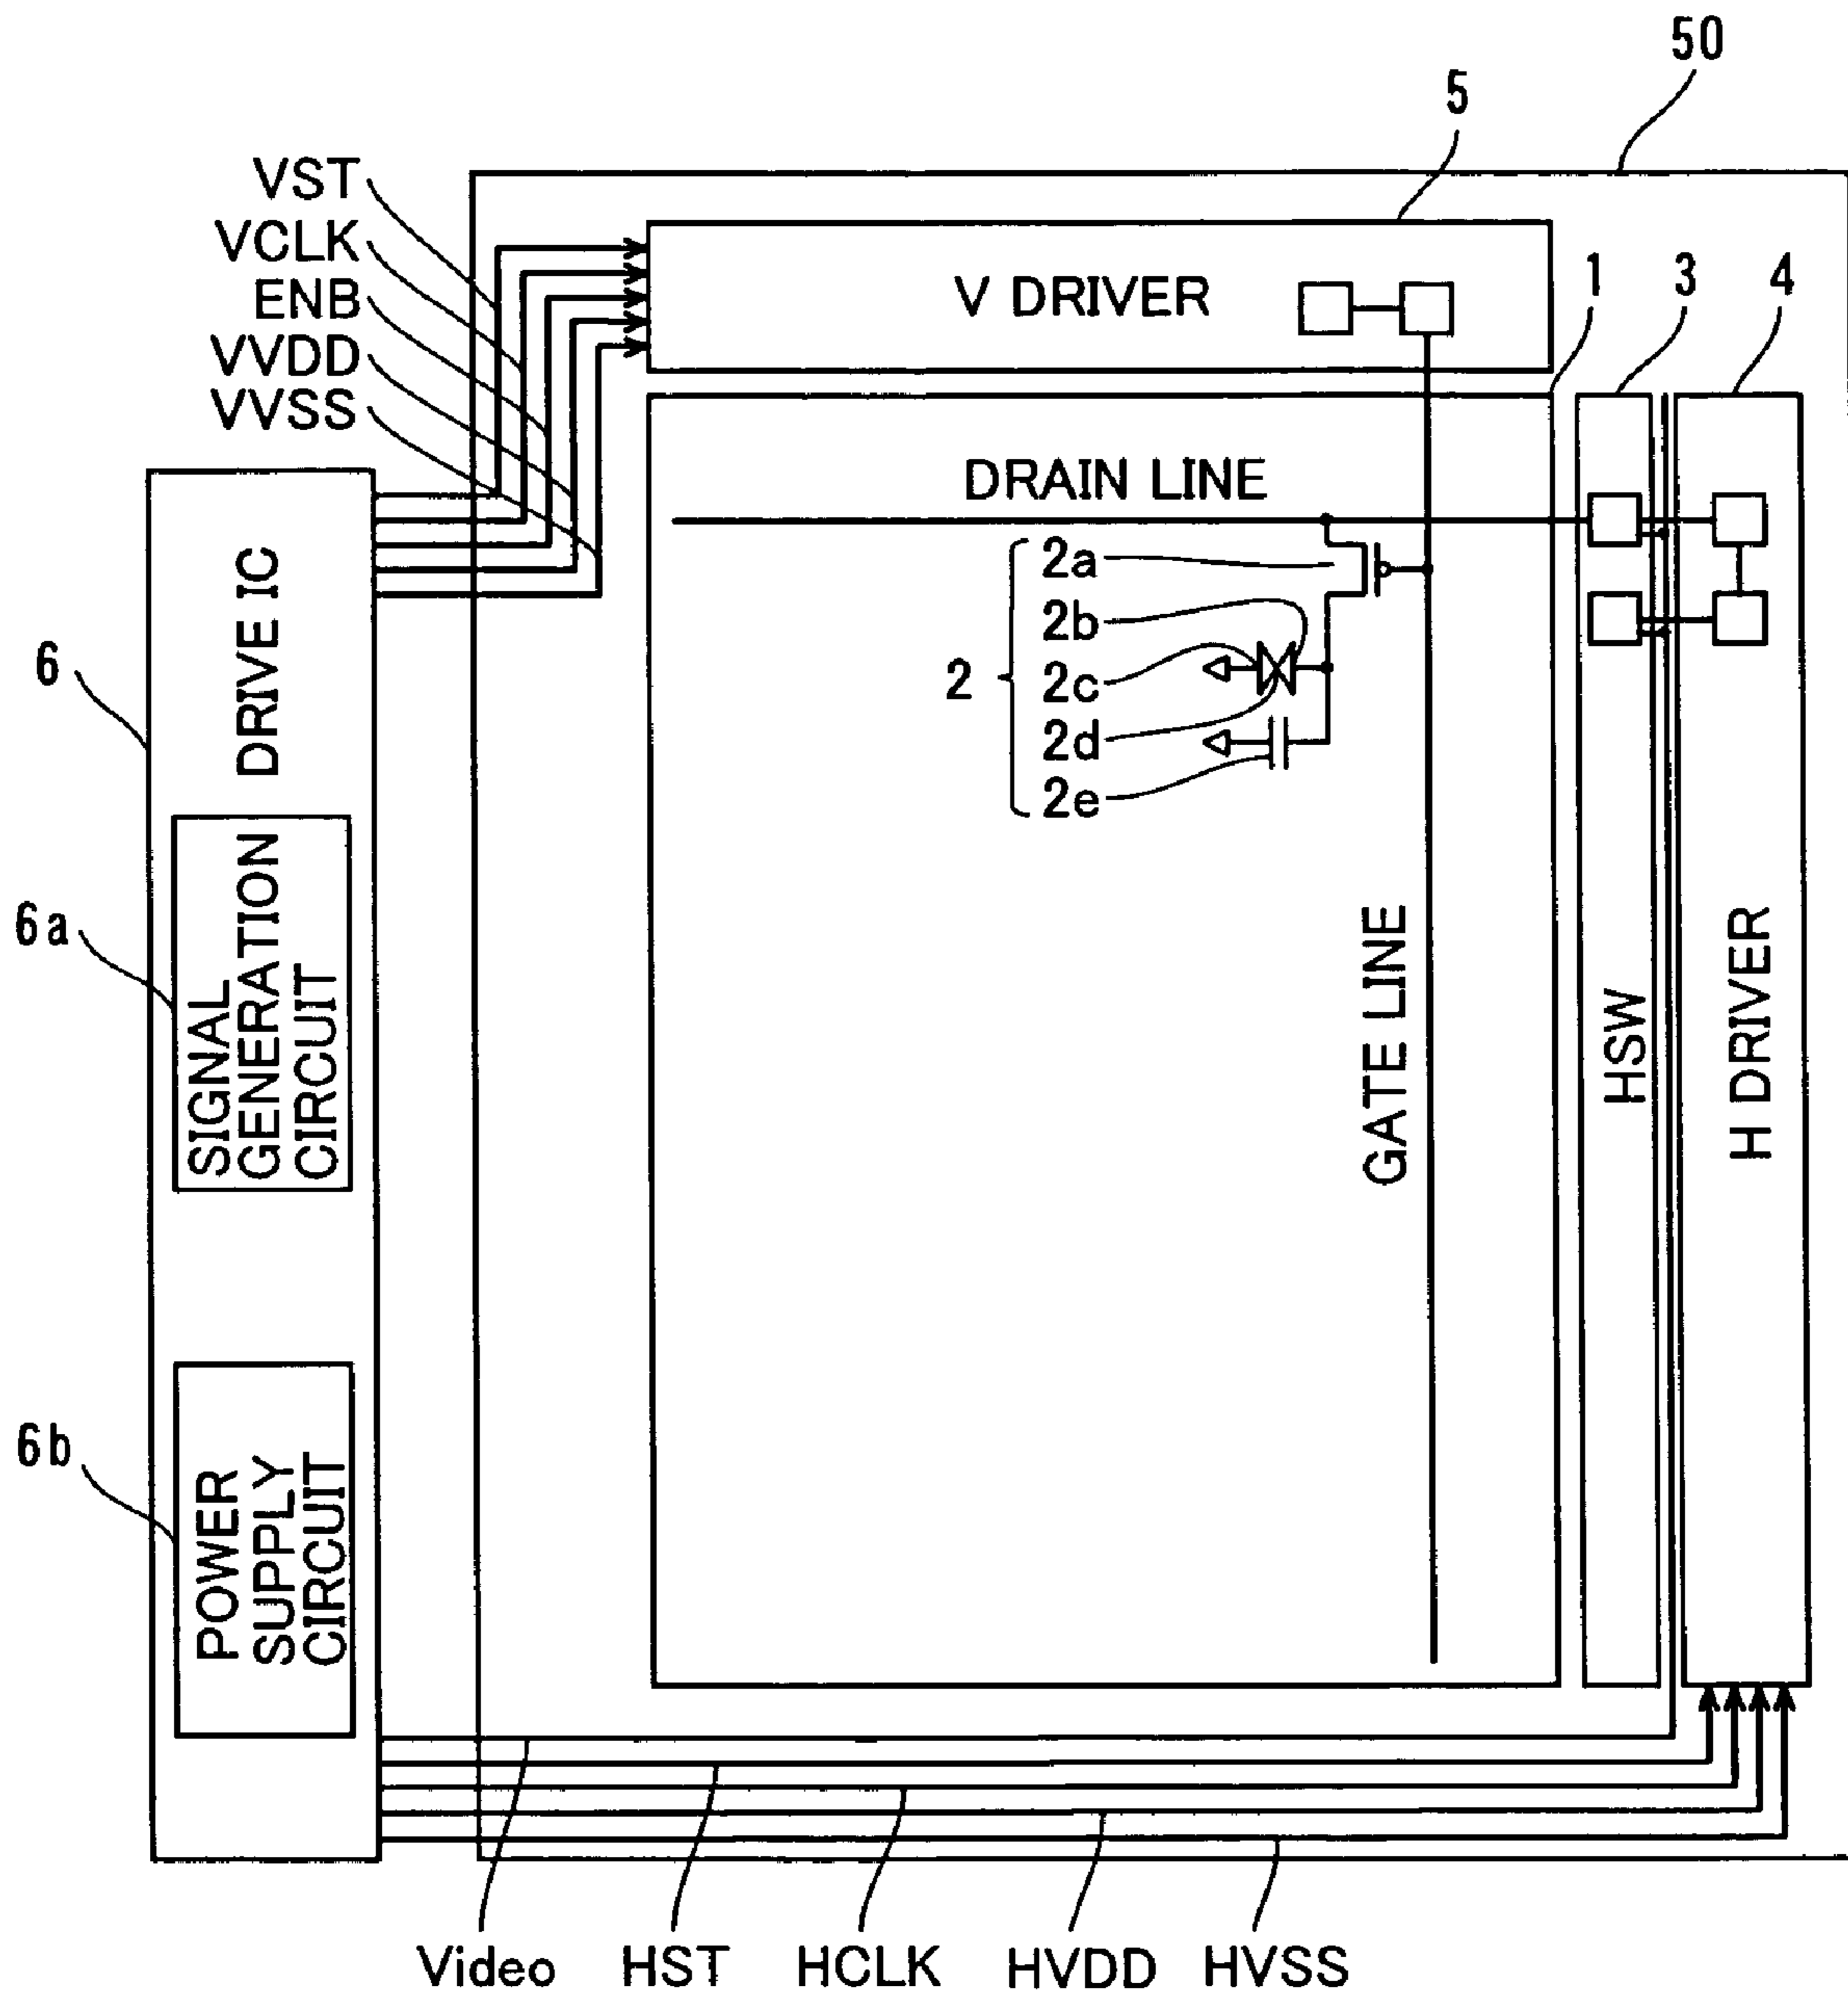 50
5
VST
VCLK
ENB
VVDD
VVSS
V DRIVER
1
3
4
DRAIN LINE
2
2a
2b
2c
2d
2e
6
DRIVE IC
6a
SIGNAL
GENERATION
CIRCUIT
GATE LINE
HSW
H DRIVER
6b
POWER
SUPPLY
CIRCUIT
Video
HST
HCLK
HVDD
HVSS